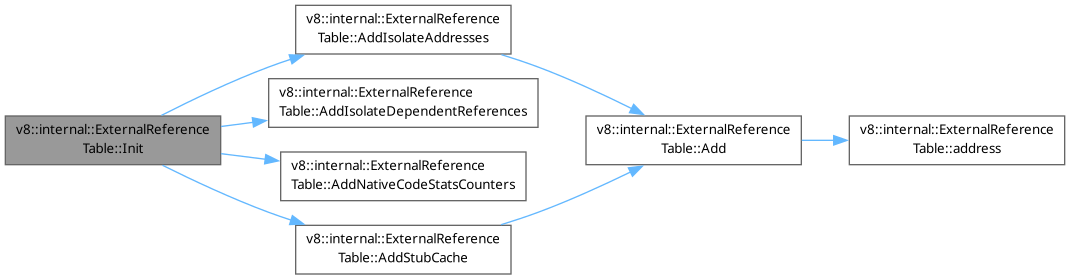 v8::internal::ExternalReference
Table::Init
v8::internal::ExternalReference
Table::AddIsolateAddresses
v8::internal::ExternalReference
Table::AddIsolateDependentReferences
v8::internal::ExternalReference
Table::AddNativeCodeStatsCounters
v8::internal::ExternalReference
Table::AddStubCache
v8::internal::ExternalReference
Table::Add
v8::internal::ExternalReference
Table::address